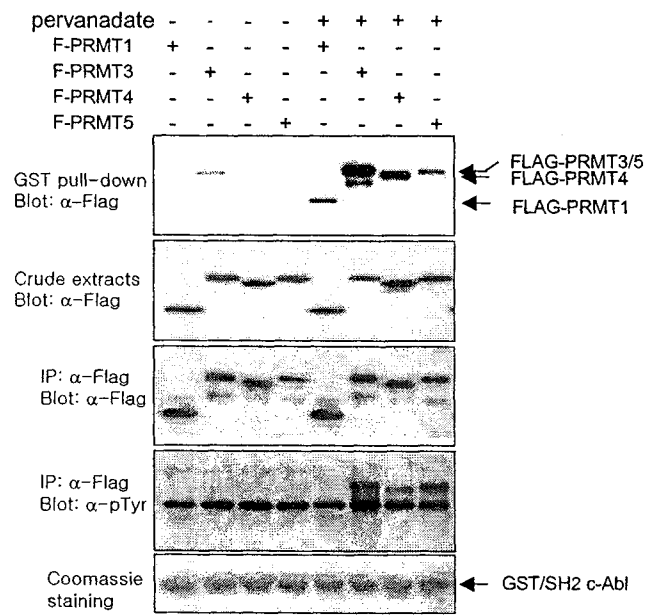 pervanadate - - - - + + + +
F-PRMT1 + - - - + - - -
F-PRMT3 - + - - - + - -
F-PRMT4 - - + - - - + -
F-PRMT5 - - - + - - - +
GST pull-down
Blot: α-Flag
FLAG-PRMT3/5
FLAG-PRMT4
FLAG-PRMT1
Crude extracts
Blot: α-Flag
IP: α-Flag
Blot: α-Flag
IP: α-Flag
Blot: α-pTyr
Coomassie
staining
GST/SH2 c-Abl